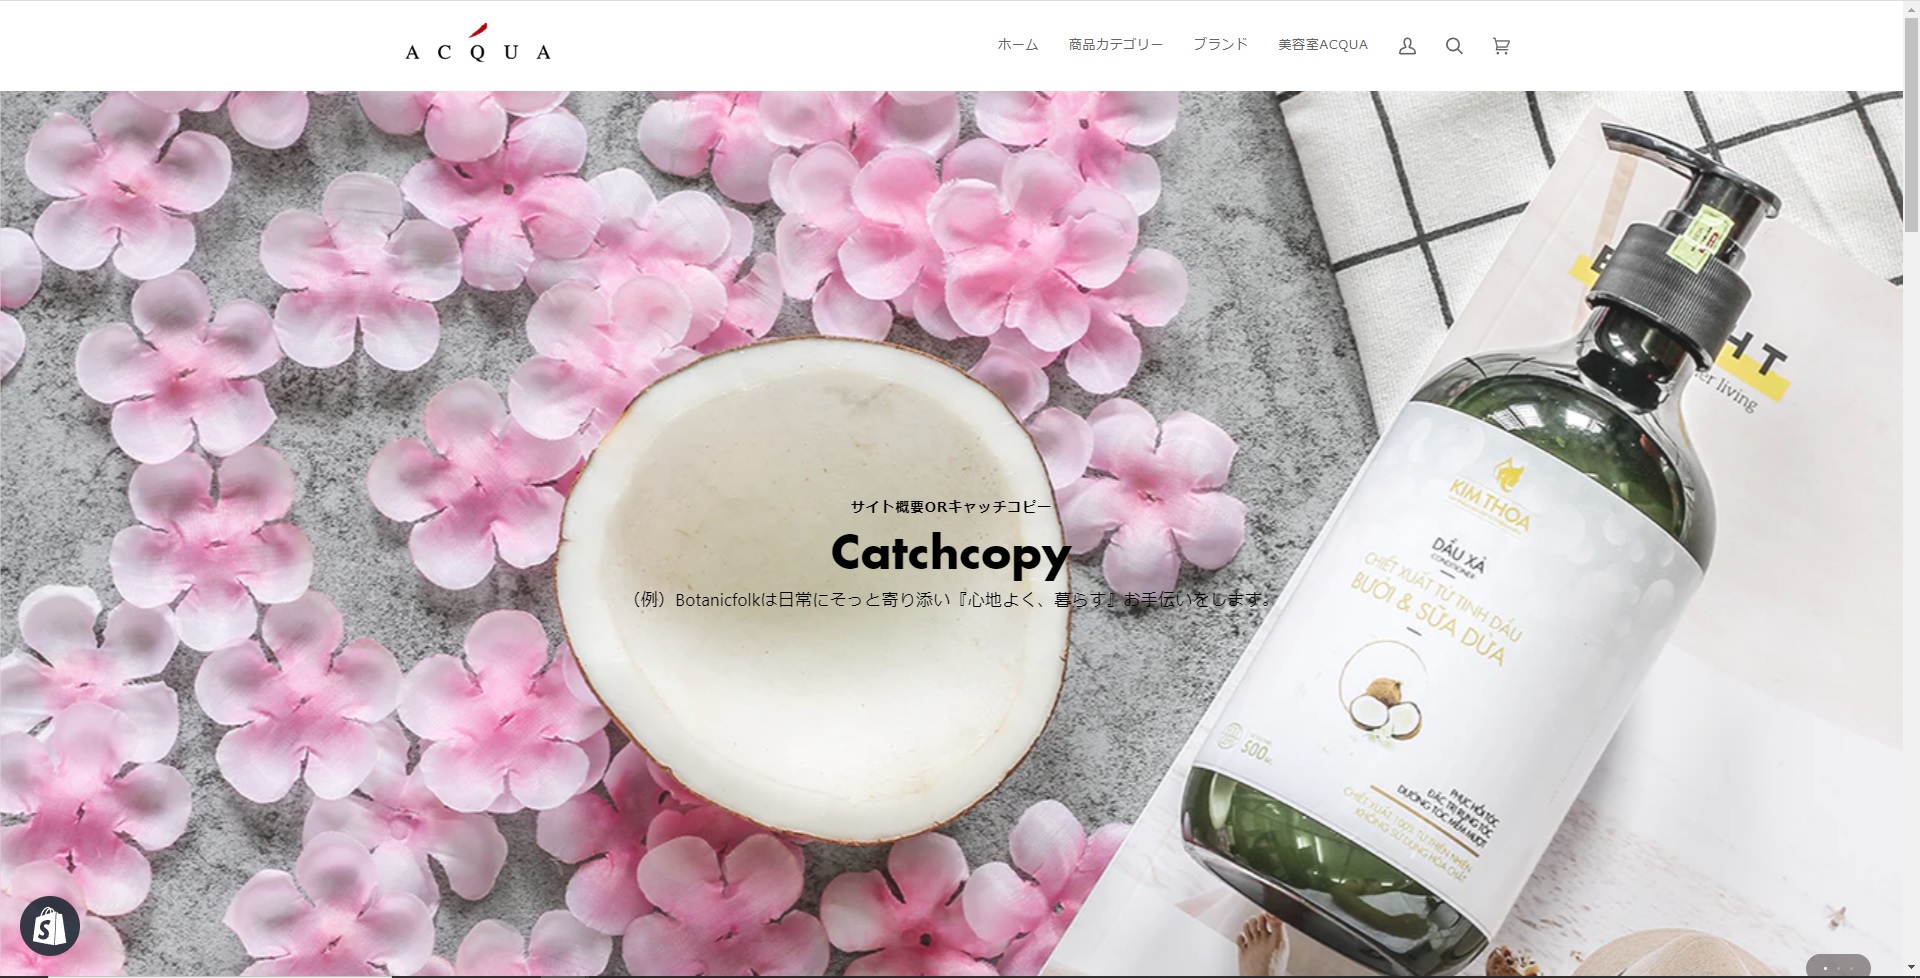 ACQUA
ホーム 商品カテゴリー ブランド 美容室ACQUA
サイト概要ORキャッチコピー
Catchcopy
（例）Botanicfolkは日常にそっと寄り添い『心地よく、暮らす』お手伝いをします。
HT
er living
KIM THOA
DẦU XẢ
CONDITIONER
CHIẾT XUẤT TỪ TINH DẦU
BƯỞI & SỮA DỪA
500
PHỤC HỒI TÓC
ĐẶC TRỊ RỤNG TÓC
DƯỠNG TÓC MỀM MƯỢT
CHIẾT XUẤT 100% TỪ THIÊN NHIÊN
KHÔNG SỬ DỤNG HÓA CHẤT